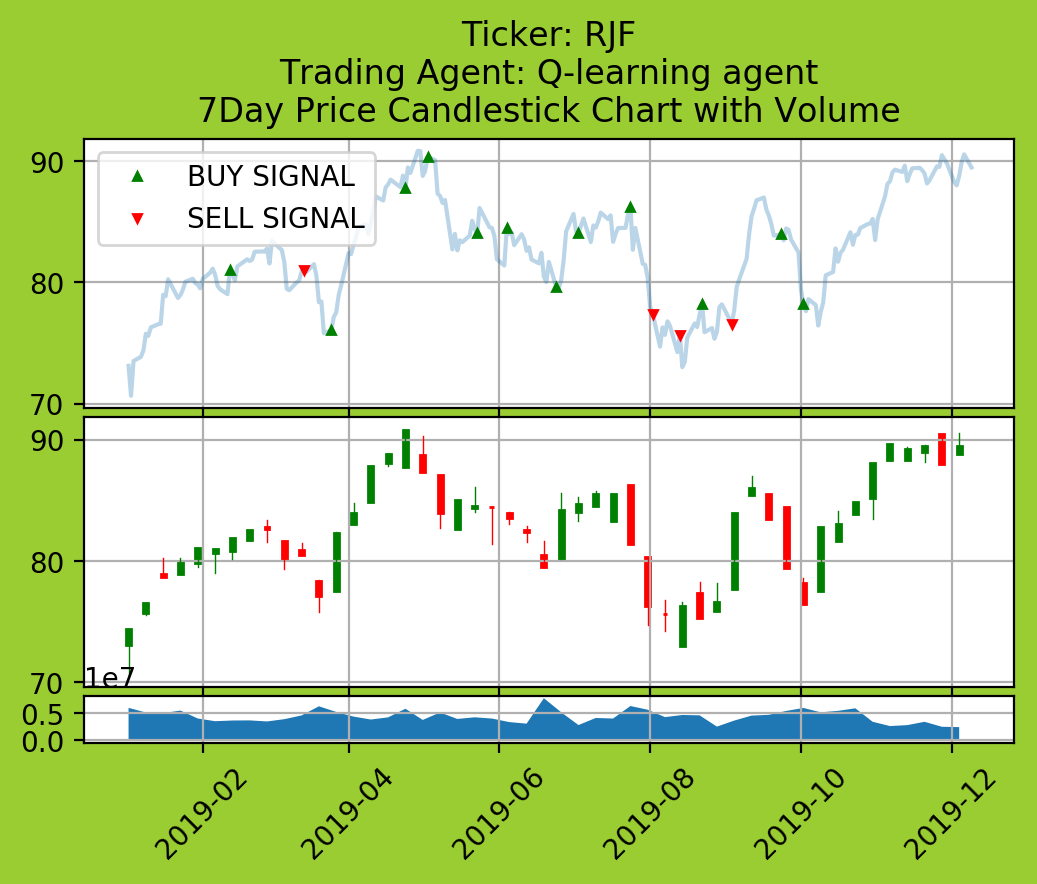 Ticker: RJF
Trading Agent: Q-learning agent
7Day Price Candlestick Chart with Volume
90
BUY SIGNAL
SELL SIGNAL
80
70
90
80
70
1e7
0.5
0.0
2019-02
2019-04
2019-06
2019-08
2019-10
2019-12